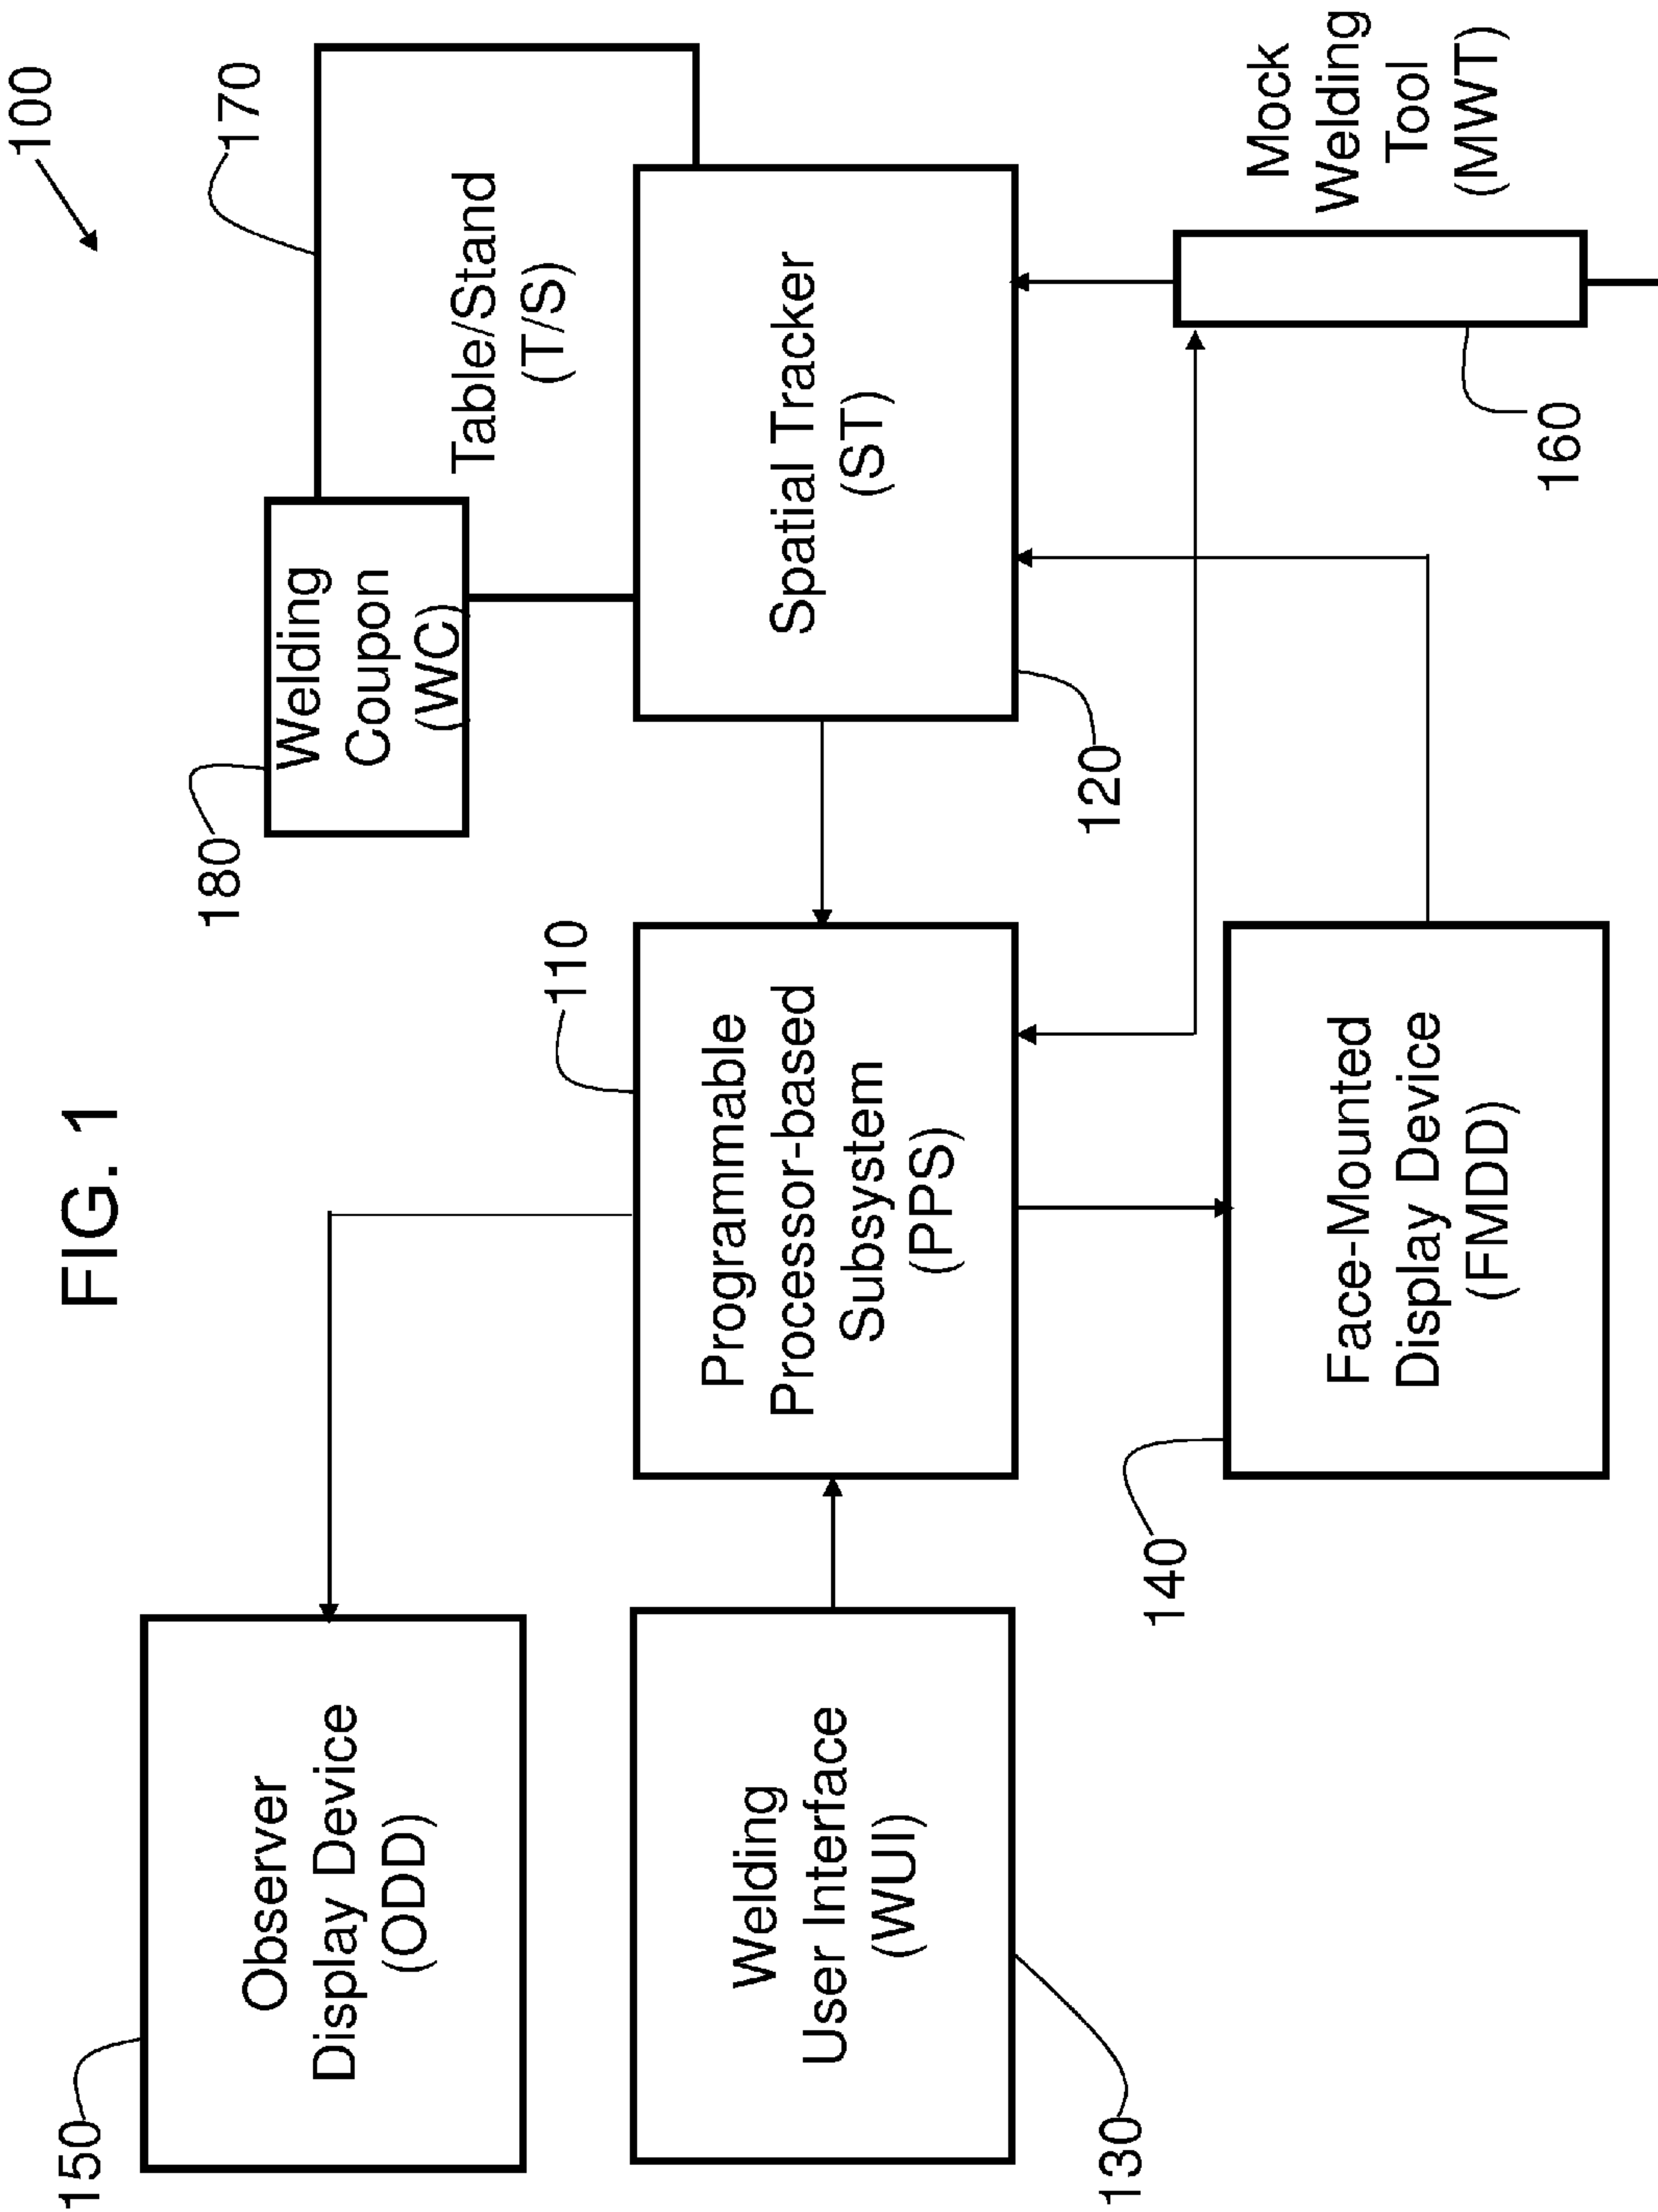 FIG. 1
100
150
Observer
Display Device
(ODD)
180
Welding
Coupon
(WC)
170
Table/Stand
(T/S)
110
Welding
User Interface
(WUI)
130
Programmable
Processor-based
Subsystem
(PPS)
Spatial Tracker
(ST)
120
140
Face-Mounted
Display Device
(FMDD)
160
Mock
Welding
Tool
(MWT)